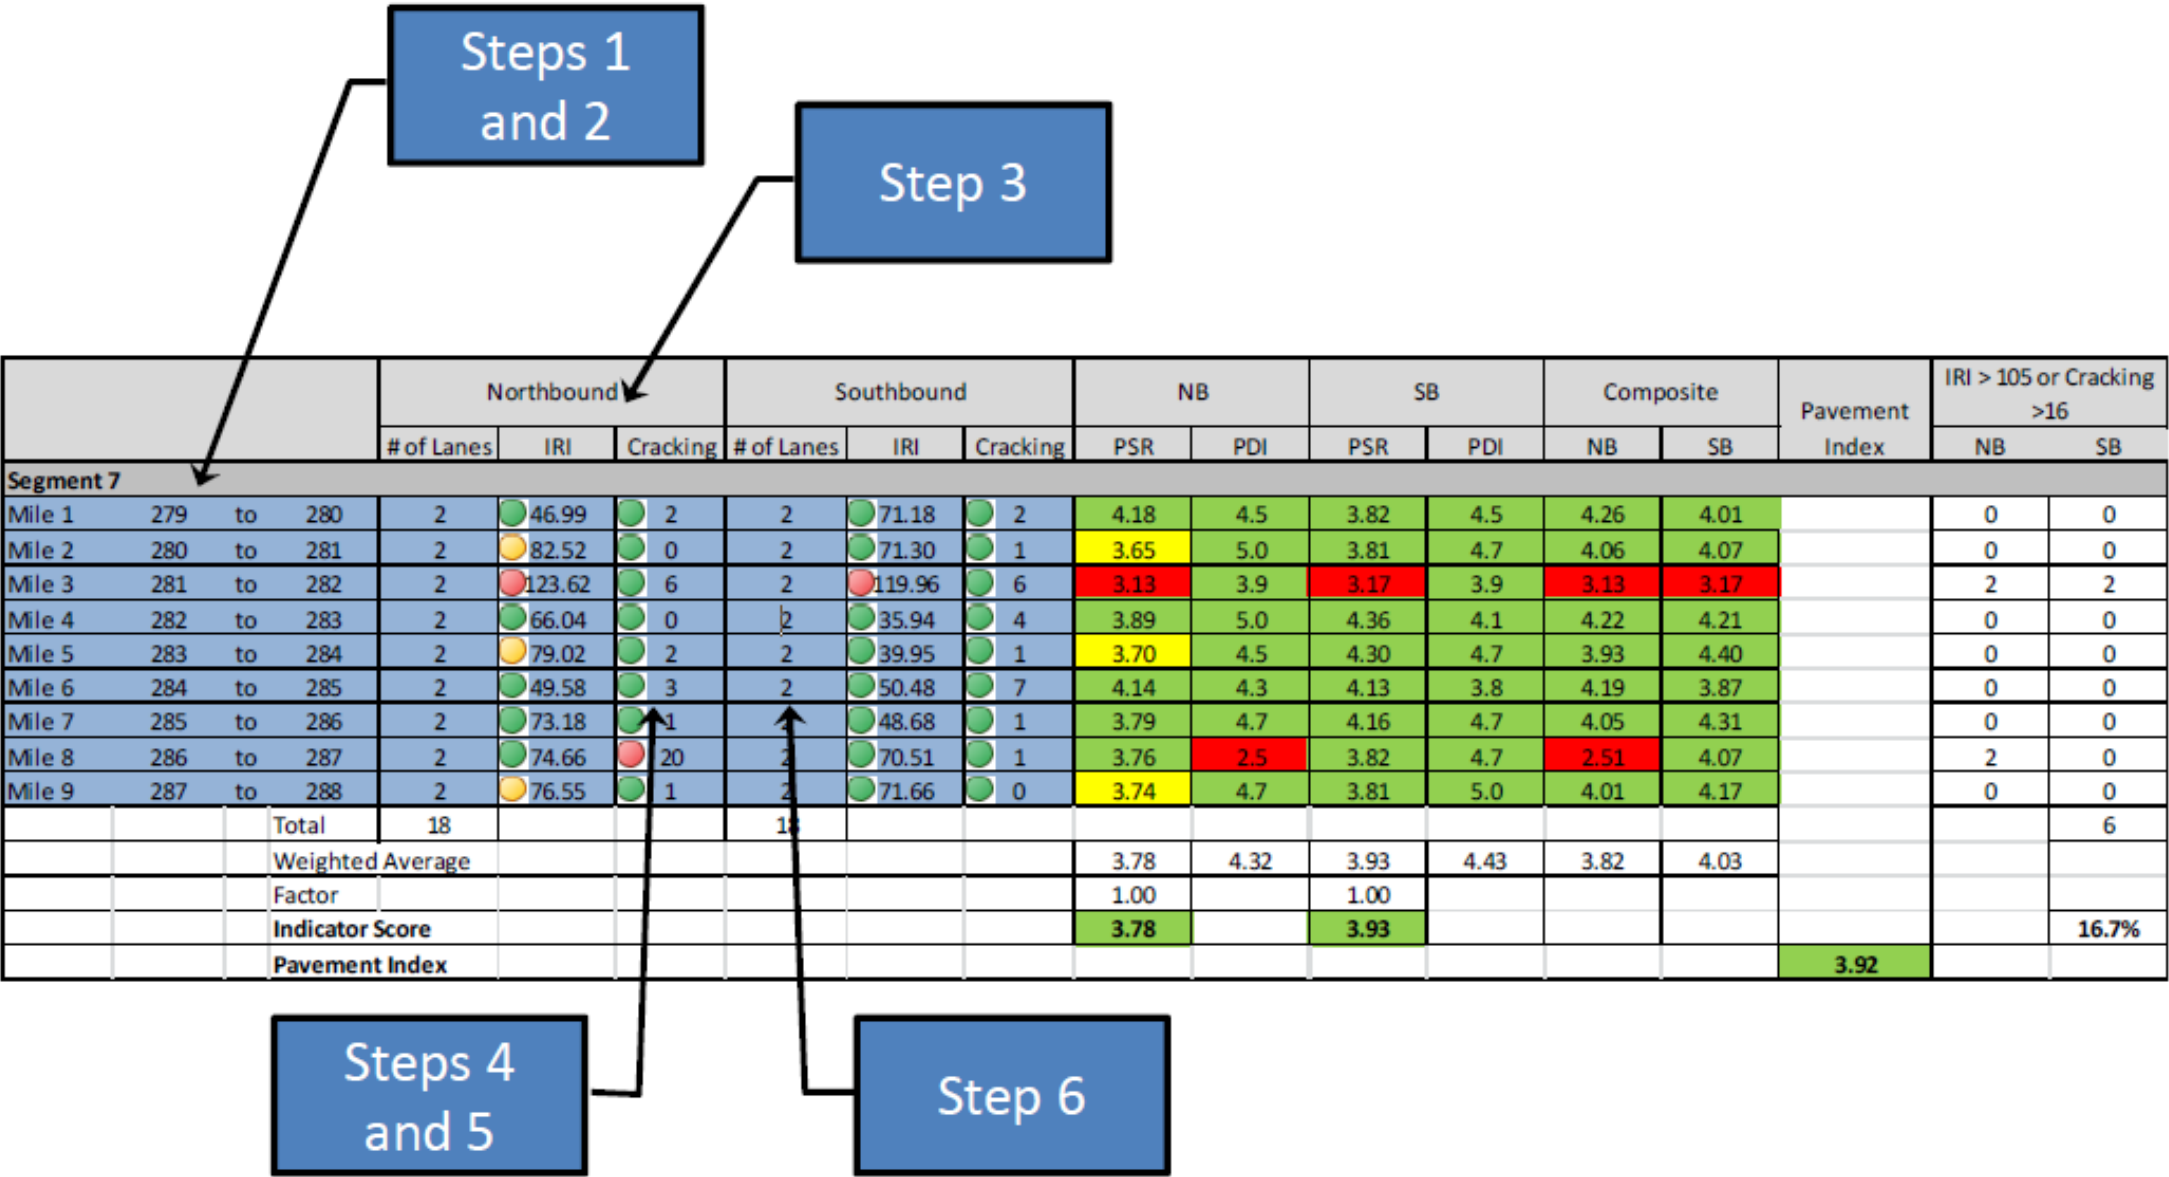 Steps 1
and 2
Step 3
Northbound Southbound NB SB Composite Pavement Index IRI > 105 or Cracking >16
# of Lanes IRI Cracking # of Lanes IRI Cracking PSR PDI PSR PDI NB SB NB SB
Segment 7
Mile 1 279 to 280 2 46.99 2 2 71.18 2 4.18 4.5 3.82 4.5 4.26 4.01 0 0
Mile 2 280 to 281 2 82.52 0 2 71.30 1 3.65 5.0 3.81 4.7 4.06 4.07 0 0
Mile 3 281 to 282 2 123.62 6 2 119.96 6 3.13 3.9 3.17 3.9 3.13 3.17 2 2
Mile 4 282 to 283 2 66.04 0 2 35.94 4 3.89 5.0 4.36 4.1 4.22 4.21 0 0
Mile 5 283 to 284 2 79.02 2 2 39.95 1 3.70 4.5 4.30 4.7 3.93 4.40 0 0
Mile 6 284 to 285 2 49.58 3 2 50.48 7 4.14 4.3 4.13 3.8 4.19 3.87 0 0
Mile 7 285 to 286 2 73.18 1 2 48.68 1 3.79 4.7 4.16 4.7 4.05 4.31 0 0
Mile 8 286 to 287 2 74.66 20 2 70.51 1 3.76 2.5 3.82 4.7 2.51 4.07 2 0
Mile 9 287 to 288 2 76.55 1 2 71.66 0 3.74 4.7 3.81 5.0 4.01 4.17 0 0
Total 18 18 6
Weighted Average 3.78 4.32 3.93 4.43 3.82 4.03
Factor 1.00 1.00
Indicator Score 3.78 3.93 16.7%
Pavement Index 3.92
Steps 4
and 5
Step 6